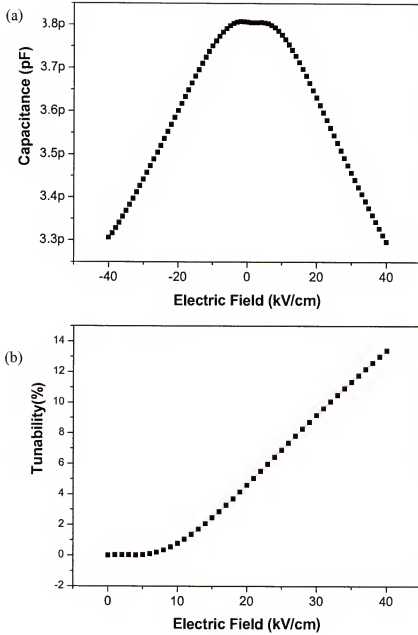 (a)
3.8p
3.7p
3.6p
3.5p
3.4p
3.3p
Capacitance (pF)
-40 -20 0 20 40
Electric Field (kV/cm)
(b)
14
12
10
8
6
4
2
0
-2
Tunability(%)
0 10 20 30 40
Electric Field (kV/cm)